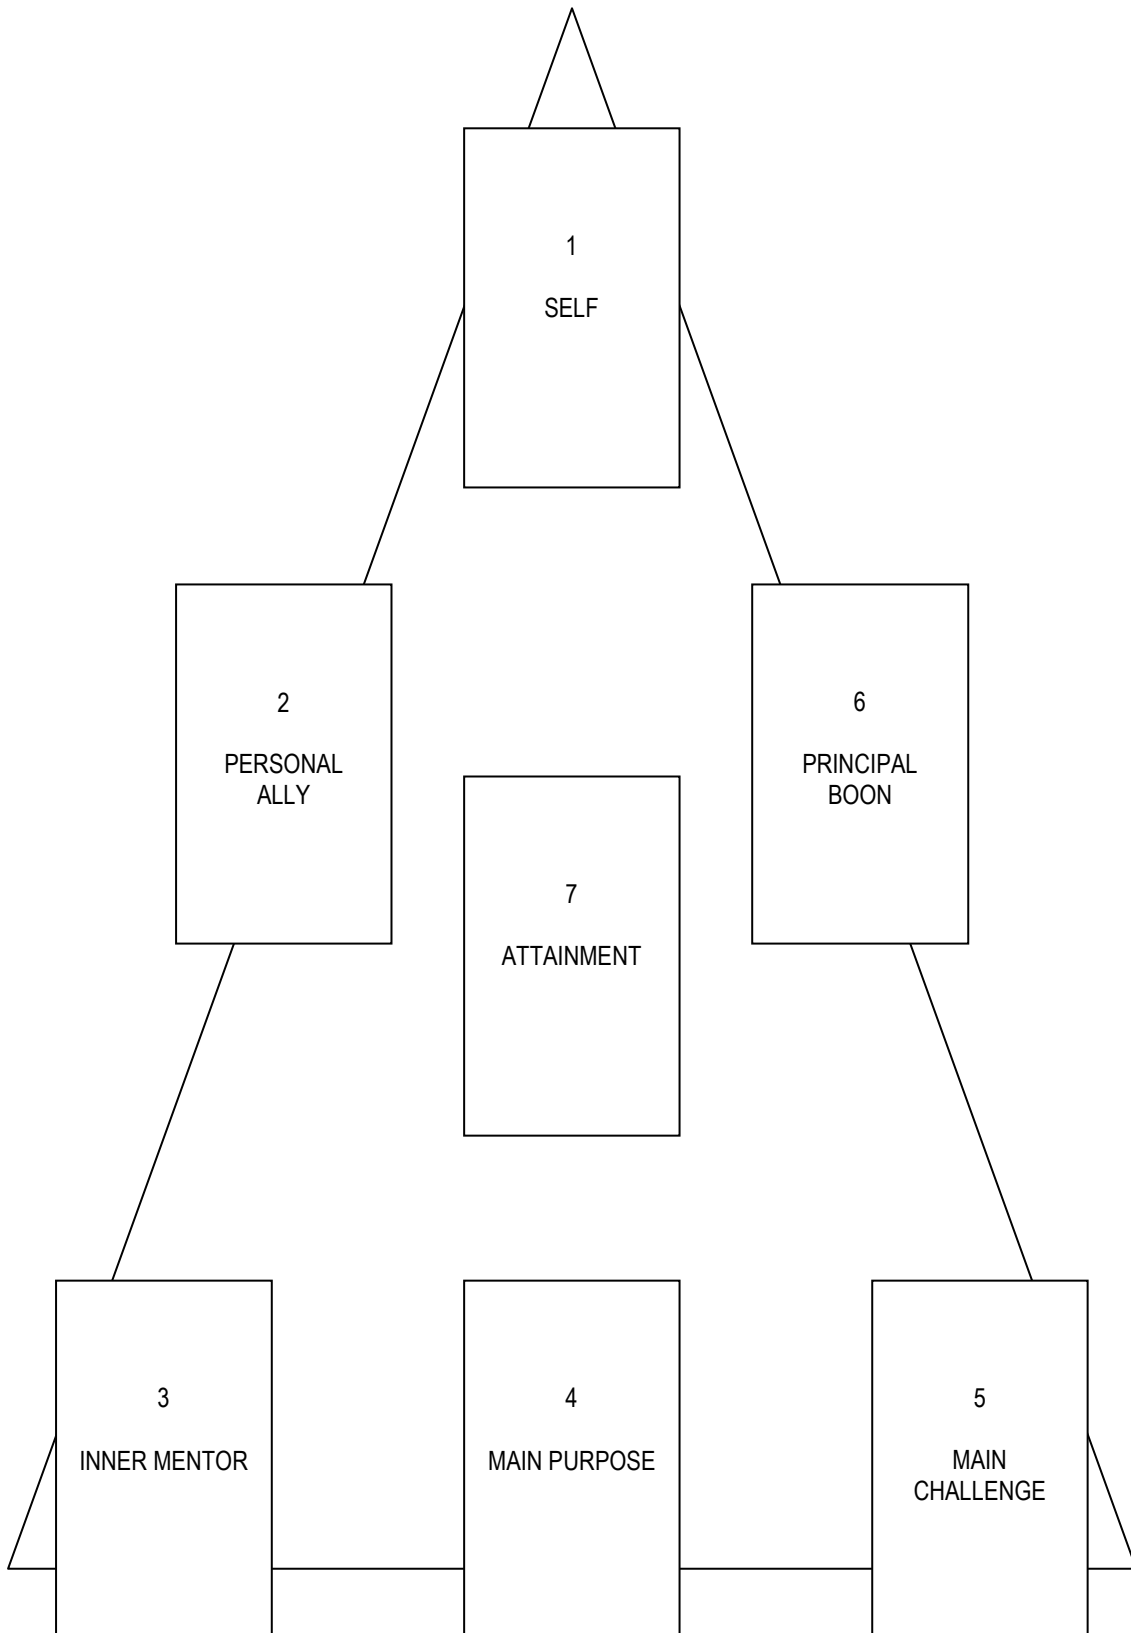 1
SELF
2
PERSONAL
ALLY
6
PRINCIPAL
BOON
7
ATTAINMENT
3
INNER MENTOR
4
MAIN PURPOSE
5
MAIN
CHALLENGE